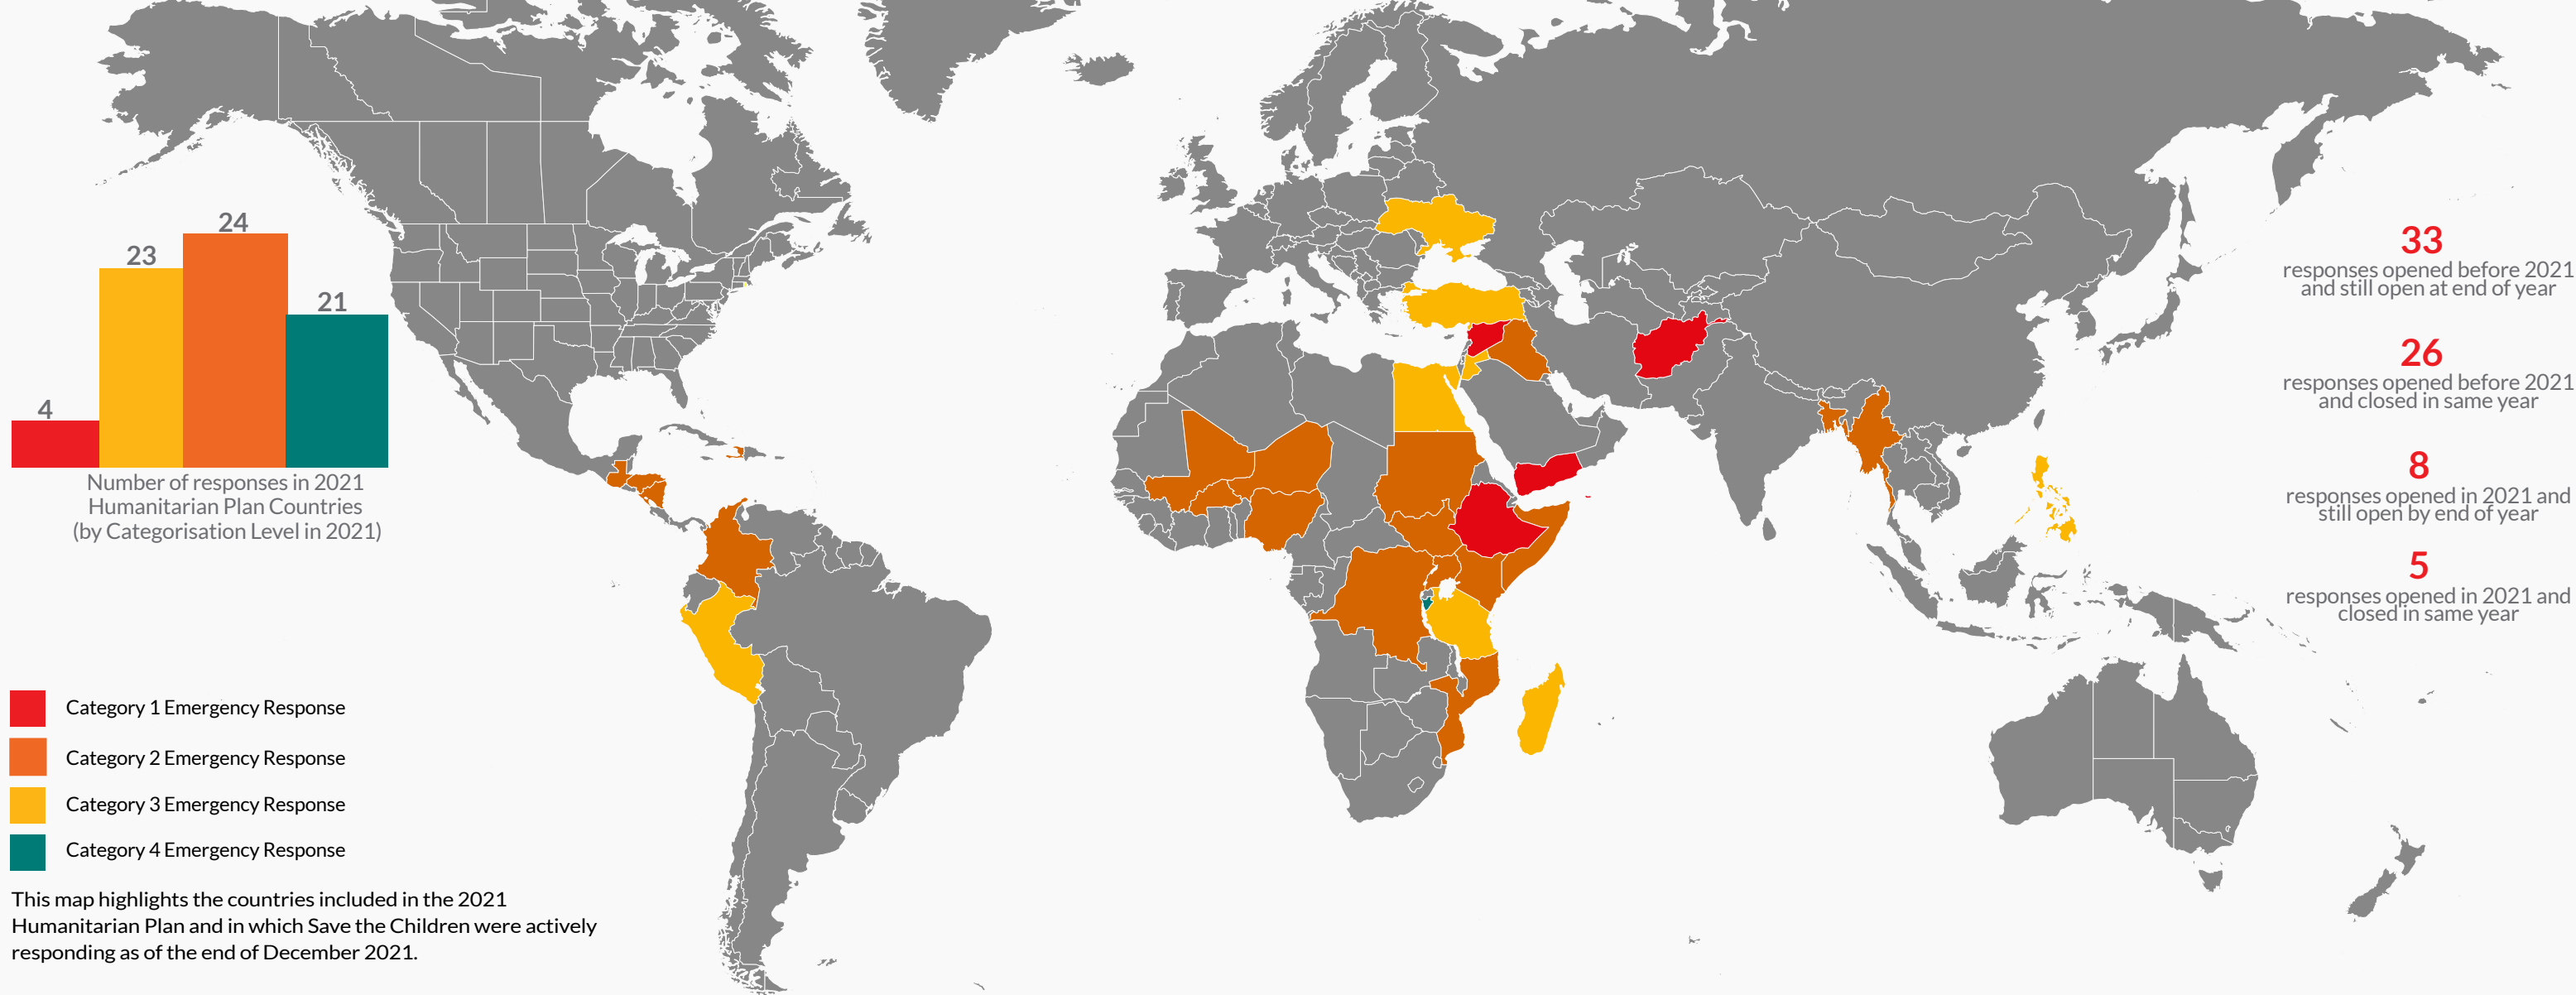 24
23
21
4
Number of responses in 2021
Humanitarian Plan Countries
(by Categorisation Level in 2021)
Category 1 Emergency Response
Category 2 Emergency Response
Category 3 Emergency Response
Category 4 Emergency Response
This map highlights the countries included in the 2021
Humanitarian Plan and in which Save the Children were actively
responding as of the end of December 2021.
33
responses opened before 2021
and still open at end of year
26
responses opened before 2021
and closed in same year
8
responses opened in 2021 and
still open by end of year
5
responses opened in 2021 and
closed in same year